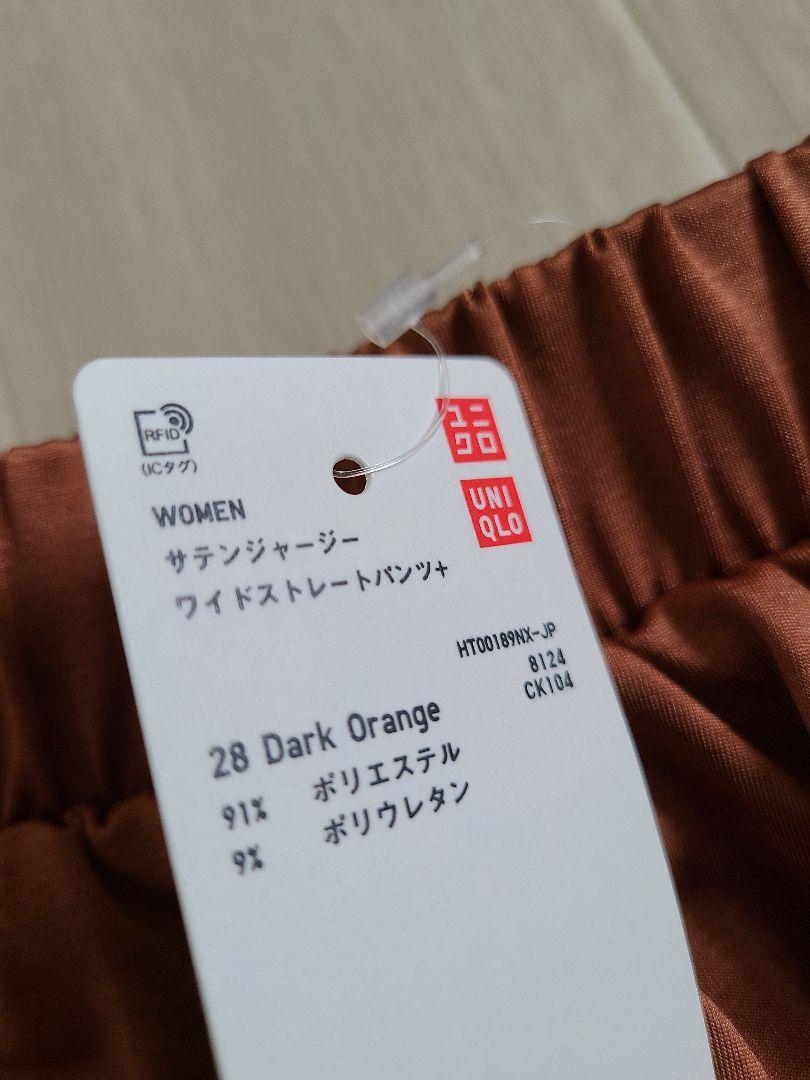 RFID
(ICタグ)
ユニ
クロ
UNI
QLO
WOMEN
サテンジャージー
ワイドストレートパンツ+
HT00189NX-JP
8124
CK104
28 Dark Orange
91% ポリエステル
9% ポリウレタン